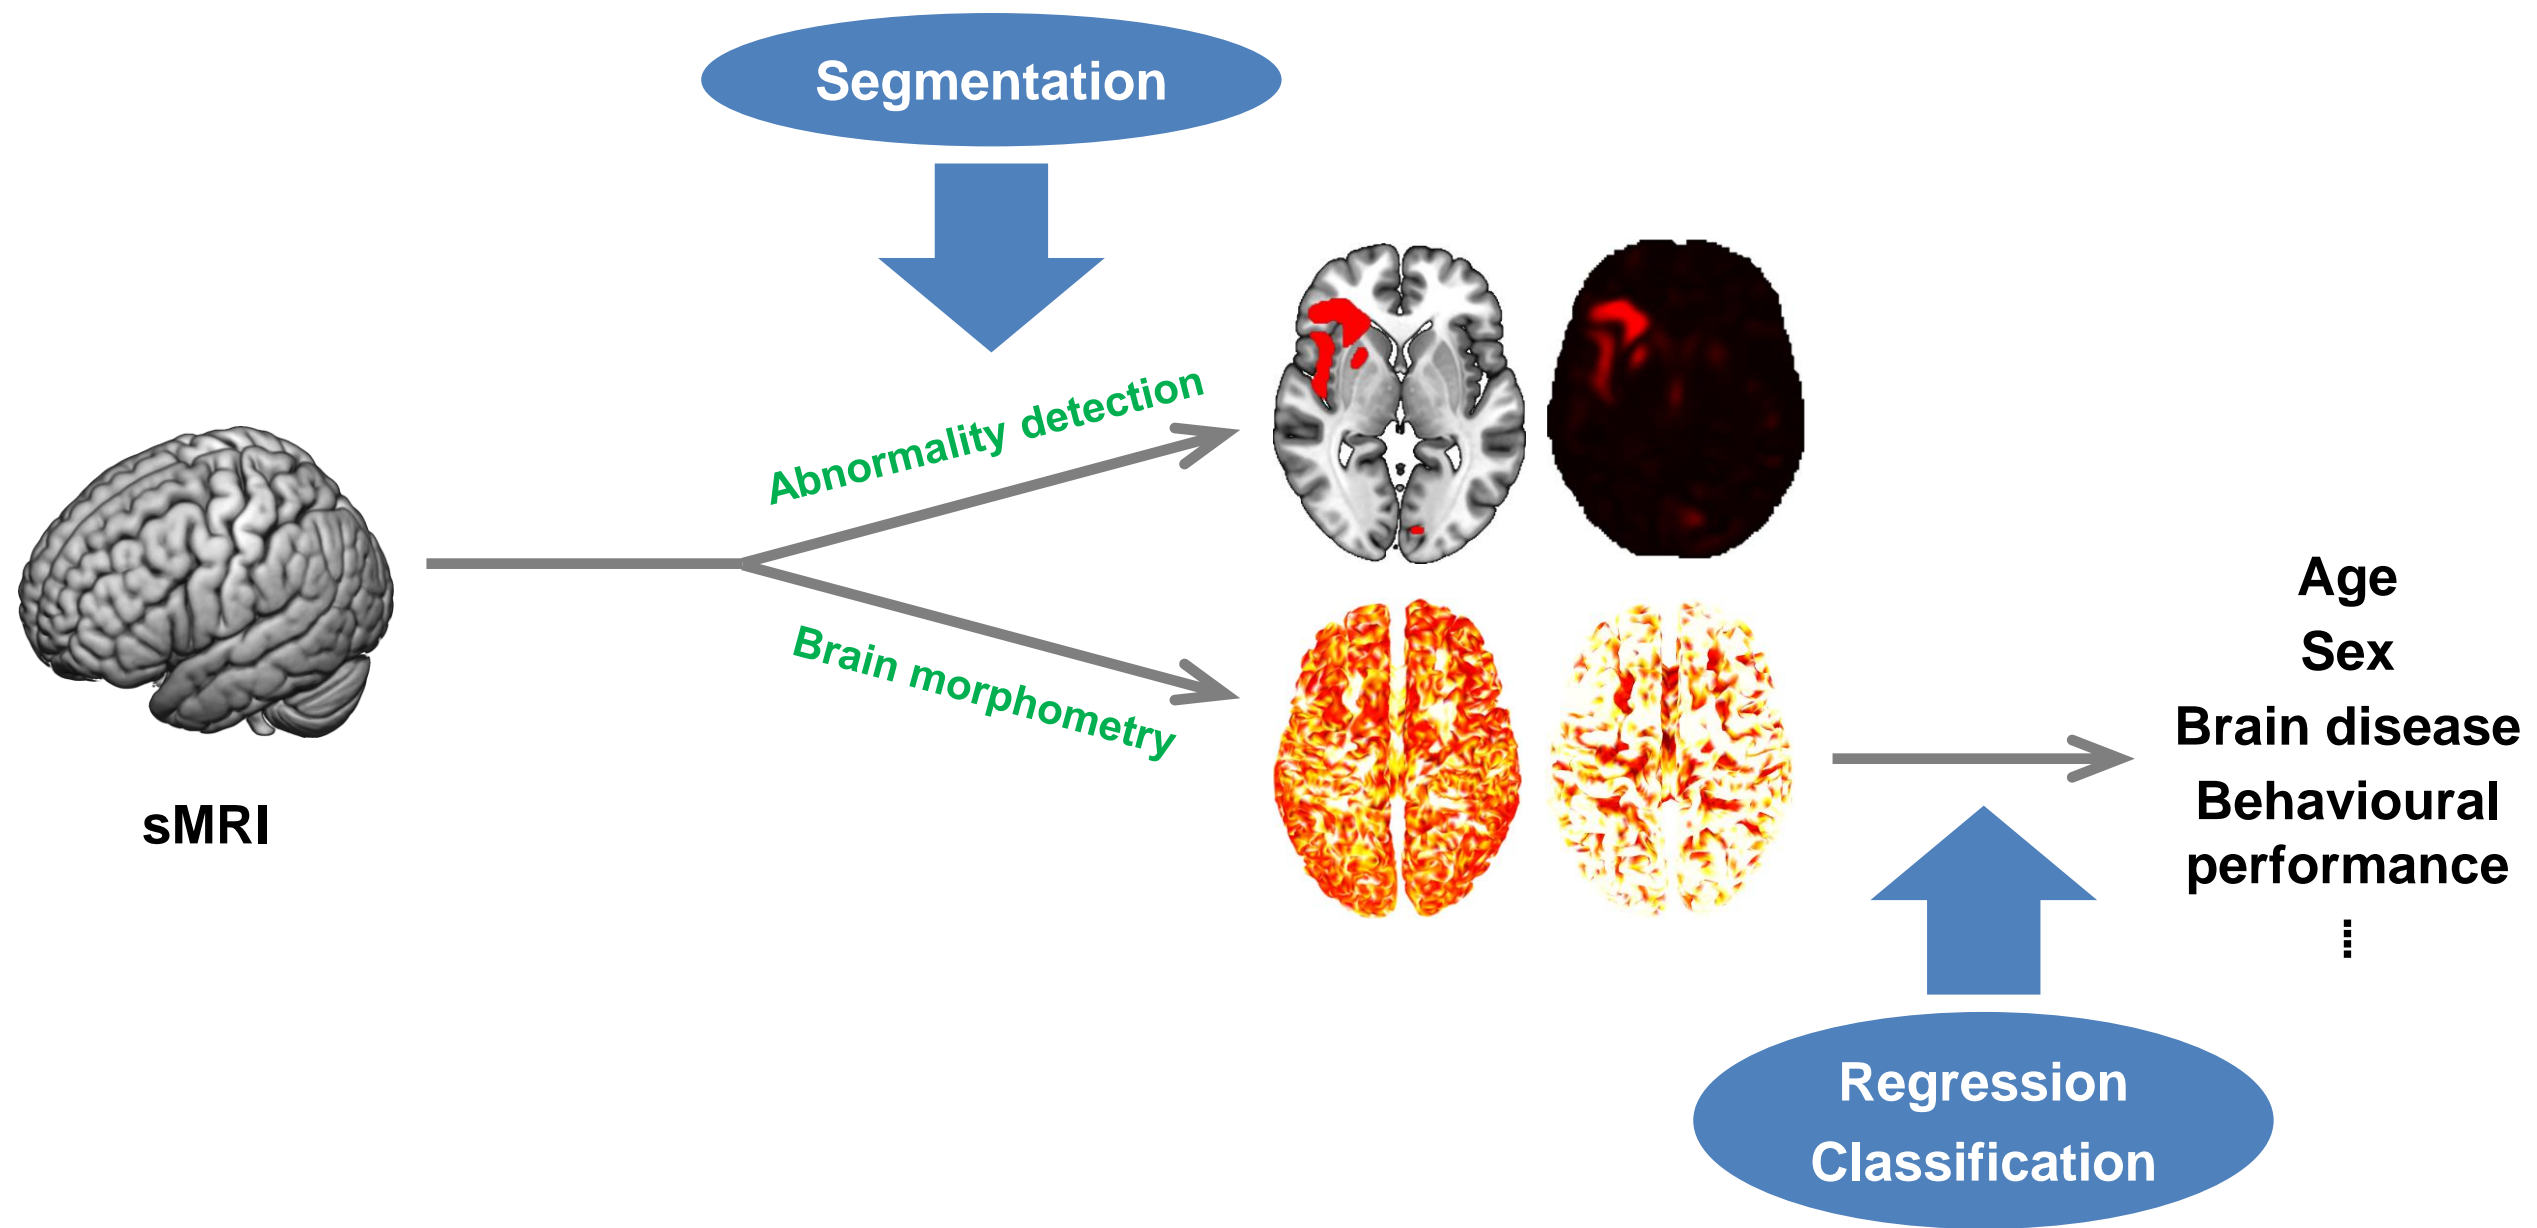 Segmentation
Abnormality detection
Brain morphometry
sMRI
Age
Sex
Brain disease
Behavioural
performance
Regression
Classification